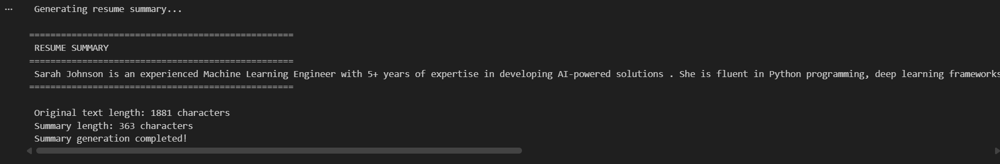 Generating resume summary...
==================================================
RESUME SUMMARY
==================================================
Sarah Johnson is an experienced Machine Learning Engineer with 5+ years of expertise in developing AI-powered solutions . She is fluent in Python programming, deep learning frameworks
==================================================
Original text length: 1881 characters
Summary length: 363 characters
Summary generation completed!